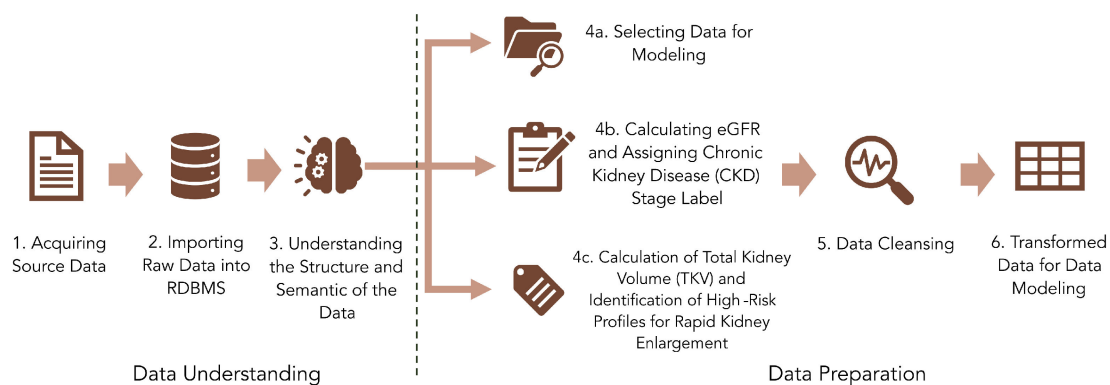 1. Acquiring
Source Data
2. Importing
Raw Data into
RDBMS
3. Understanding
the Structure and
Semantic of the
Data
Data Understanding
4a. Selecting Data for
Modeling
4b. Calculating eGFR
and Assigning Chronic
Kidney Disease (CKD)
Stage Label
4c. Calculation of Total Kidney
Volume (TKV) and
Identification of High-Risk
Profiles for Rapid Kidney
Enlargement
5. Data Cleansing
6. Transformed
Data for Data
Modeling
Data Preparation